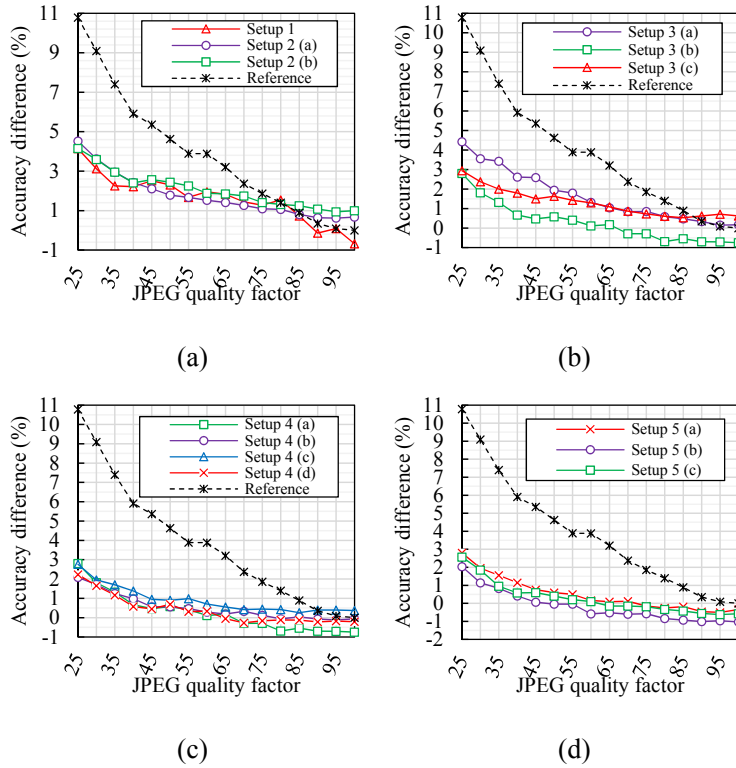 11
9
7
5
3
1
-1
Accuracy difference (%)
Setup 1
Setup 2 (a)
Setup 2 (b)
Reference
25
35
45
55
65
75
85
95
JPEG quality factor
(a)
11
10
9
8
7
6
5
4
3
2
1
0
-1
Accuracy difference (%)
Setup 3 (a)
Setup 3 (b)
Setup 3 (c)
Reference
25
35
45
55
65
75
85
95
JPEG quality factor
(b)
11
10
9
8
7
6
5
4
3
2
1
0
-1
Accuracy difference (%)
Setup 4 (a)
Setup 4 (b)
Setup 4 (c)
Setup 4 (d)
Reference
25
35
45
55
65
75
85
95
JPEG quality factor
(c)
11
10
9
8
7
6
5
4
3
2
1
0
-1
-2
Accuracy difference (%)
Setup 5 (a)
Setup 5 (b)
Setup 5 (c)
Reference
25
35
45
55
65
75
85
95
JPEG quality factor
(d)